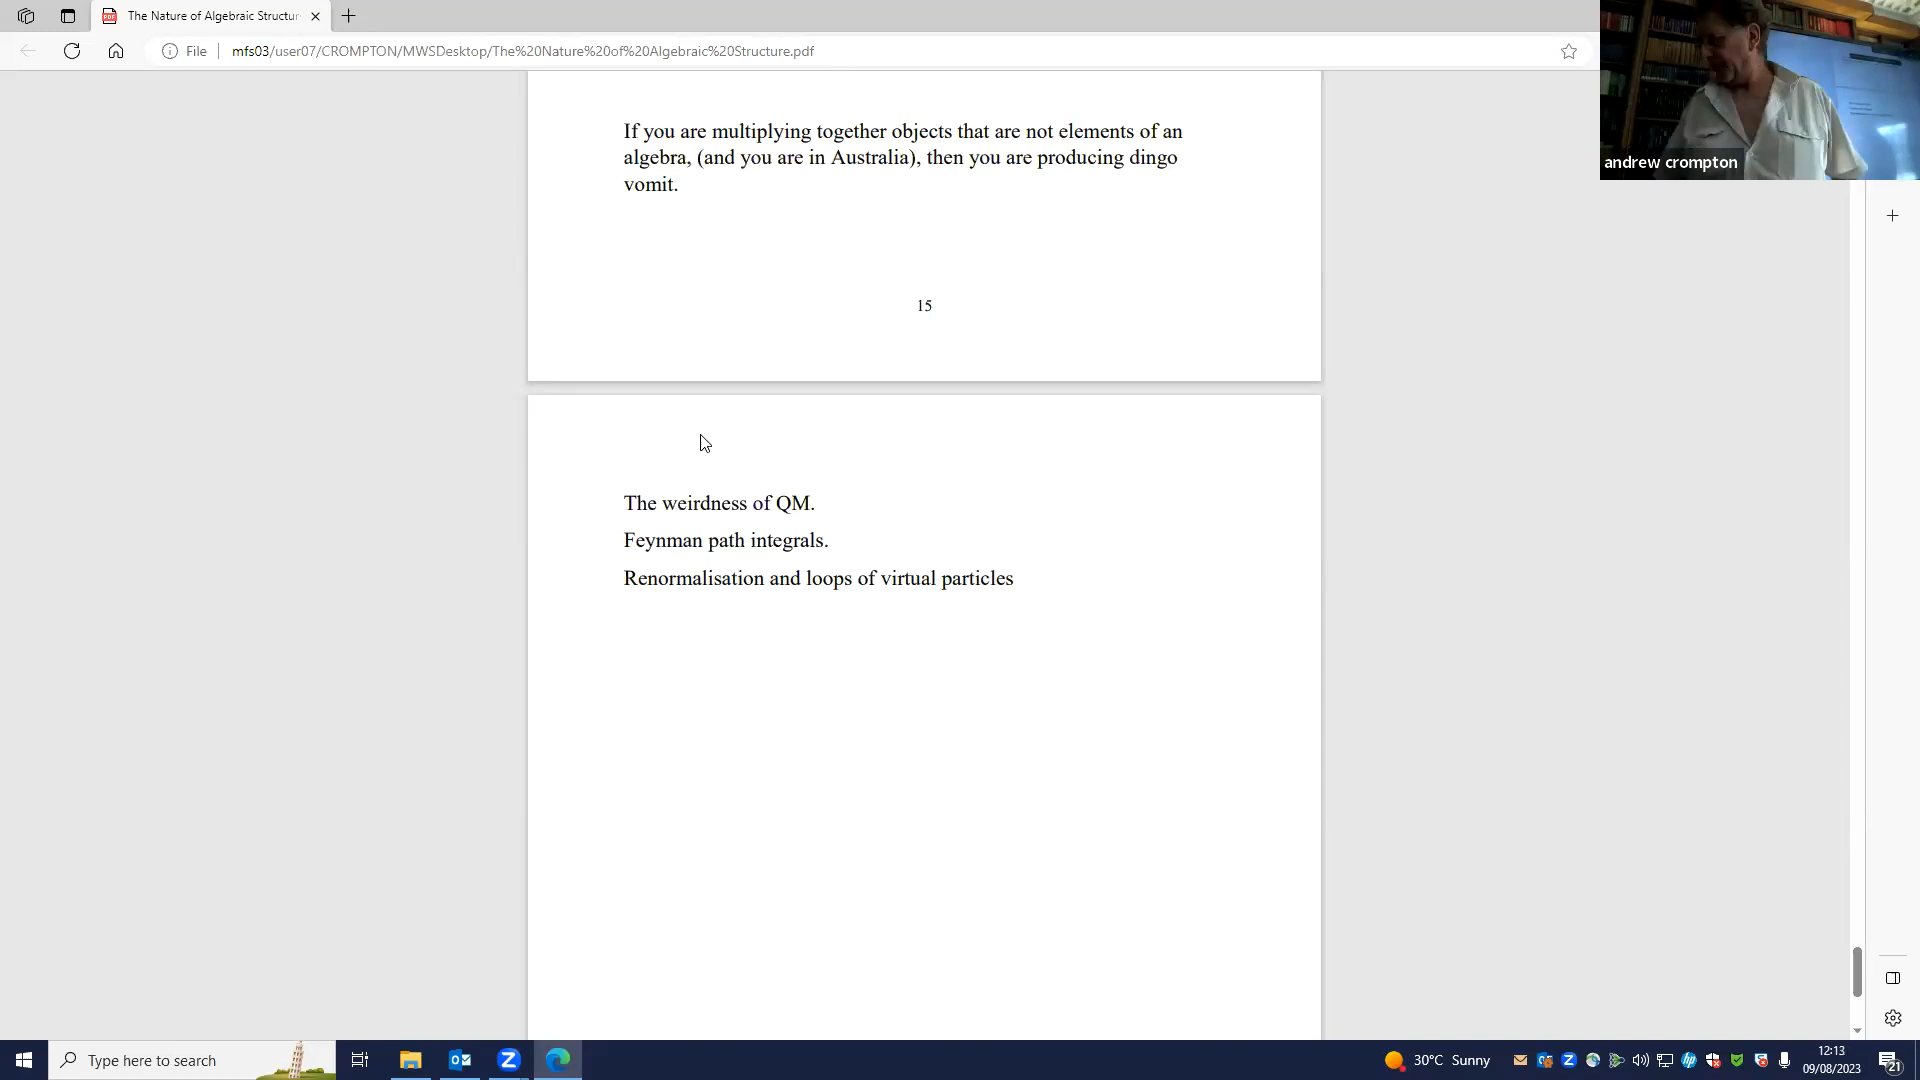 The Nature of Algebraic Structur
File
mfs03/user07/CROMPTON/MWSDesktop/The%20Nature%20of%20Algebraic%20Structure.pdf
andrew crompton
If you are multiplying together objects that are not elements of an
algebra, (and you are in Australia), then you are producing dingo
vomit.
15
The weirdness of QM.
Feynman path integrals.
Renormalisation and loops of virtual particles
Type here to search
30°C Sunny
12:13
09/08/2023
21